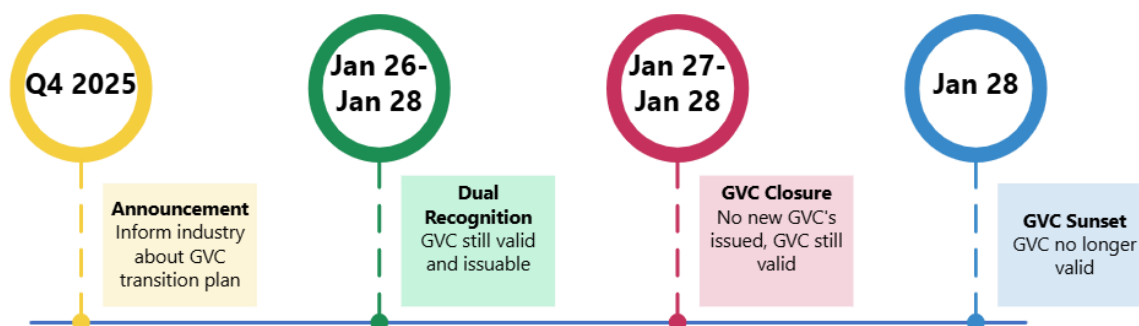 Q4 2025
Jan 26-
Jan 28
Jan 27-
Jan 28
Jan 28
Announcement
Inform industry
about GVC
transition plan
Dual
Recognition
GVC still valid
and issuable
GVC Closure
No new GVC's
issued, GVC still
valid
GVC Sunset
GVC no longer
valid